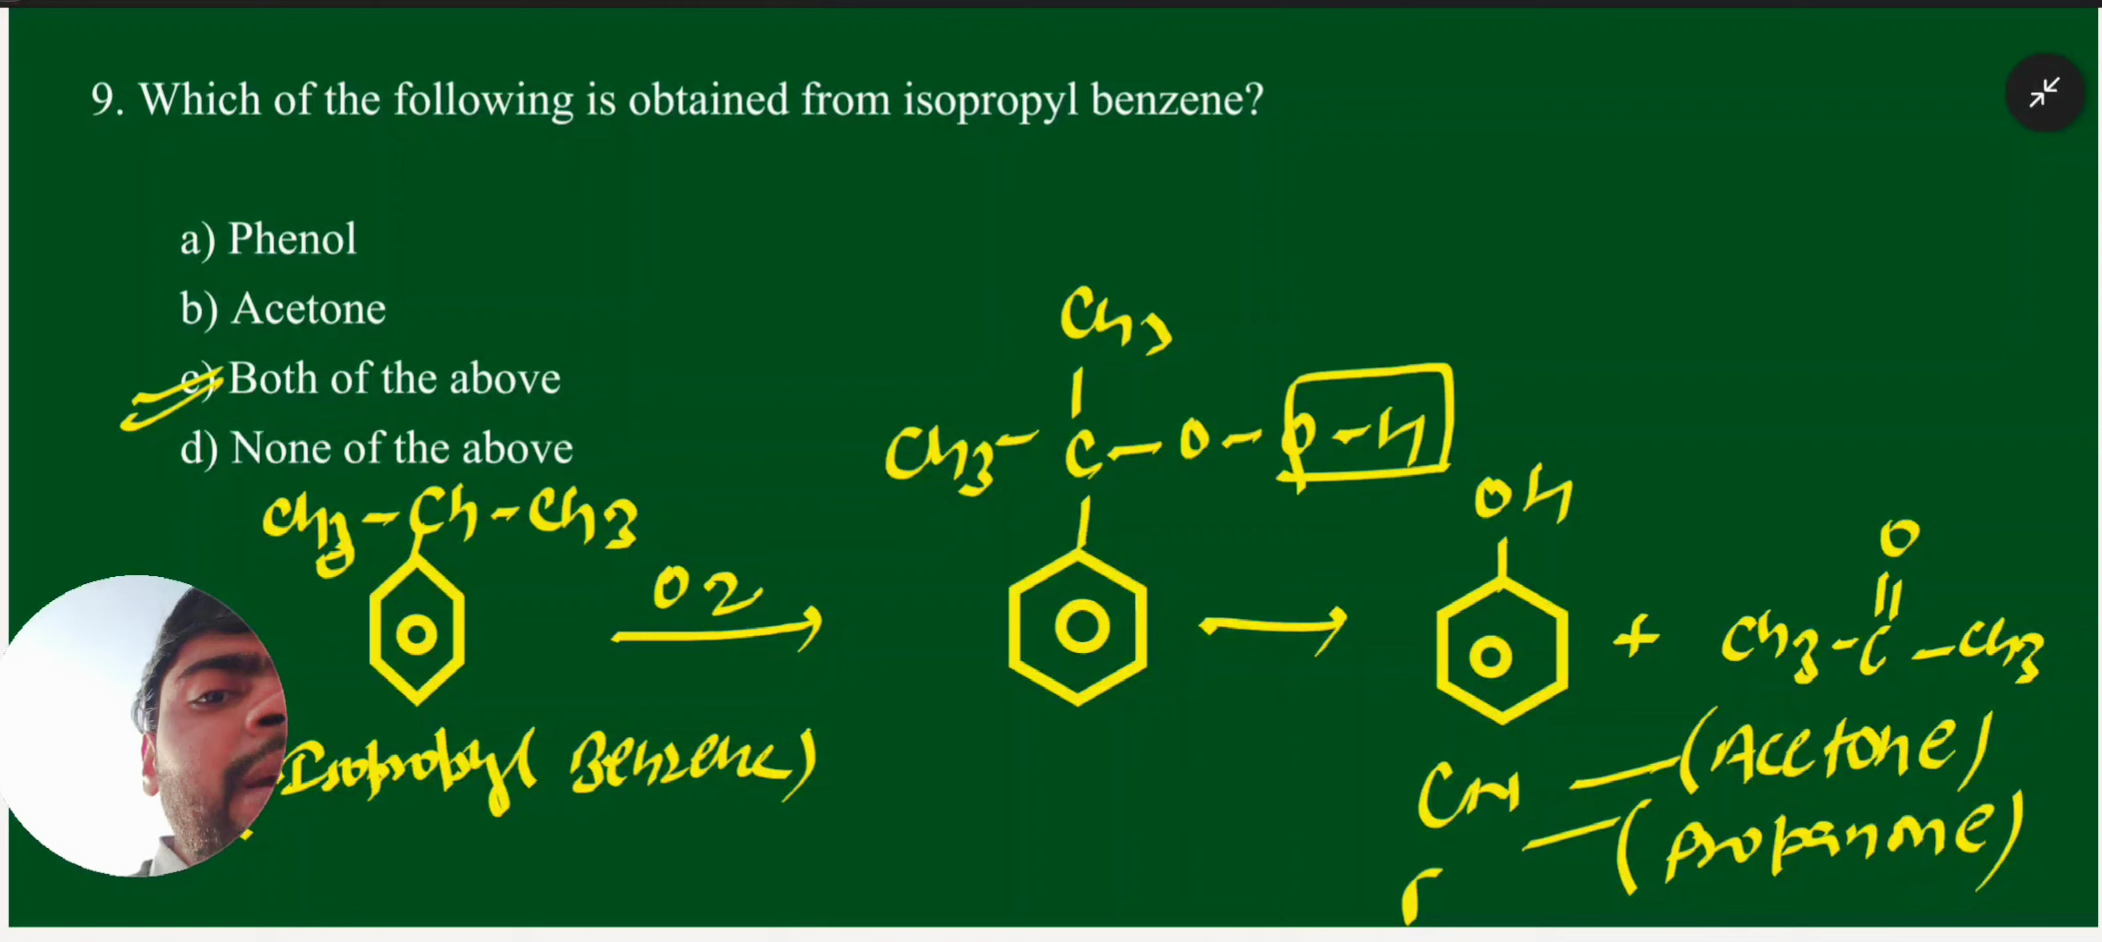 9. Which of the following is obtained from isopropyl benzene?
a) Phenol
b) Acetone
c) Both of the above
d) None of the above
CH3
CH3 - C - O - O - H
CH3 - CH - CH3
O2
OH
O
+ CH3 - C - CH3
Isopropyl Benzene)
(Acetone)
(Propanone)